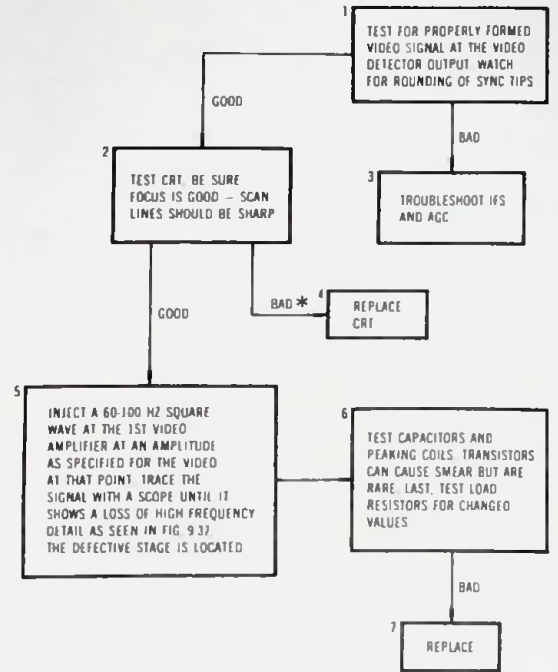 1
TEST FOR PROPERLY FORMED
VIDEO SIGNAL AT THE VIDEO
DETECTOR OUTPUT. WATCH
FOR ROUNDING OF SYNC TIPS
GOOD
BAD
2
TEST CRT, BE SURE
FOCUS IS GOOD — SCAN
LINES SHOULD BE SHARP
3
TROUBLESHOOT IFS
AND AGC
GOOD
BAD *
4
REPLACE
CRT
5
INJECT A 60-100 HZ SQUARE
WAVE AT THE 1ST VIDEO
AMPLIFIER AT AN AMPLITUDE
AS SPECIFIED FOR THE VIDEO
AT THAT POINT. TRACE THE
SIGNAL WITH A SCOPE UNTIL IT
SHOWS A LOSS OF HIGH FREQUENCY
DETAIL AS SEEN IN FIG. 9.37.
THE DEFECTIVE STAGE IS LOCATED
6
TEST CAPACITORS AND
PEAKING COILS. TRANSISTORS
CAN CAUSE SMEAR BUT ARE
RARE. LAST, TEST LOAD
RESISTORS FOR CHANGED
VALUES
BAD
7
REPLACE